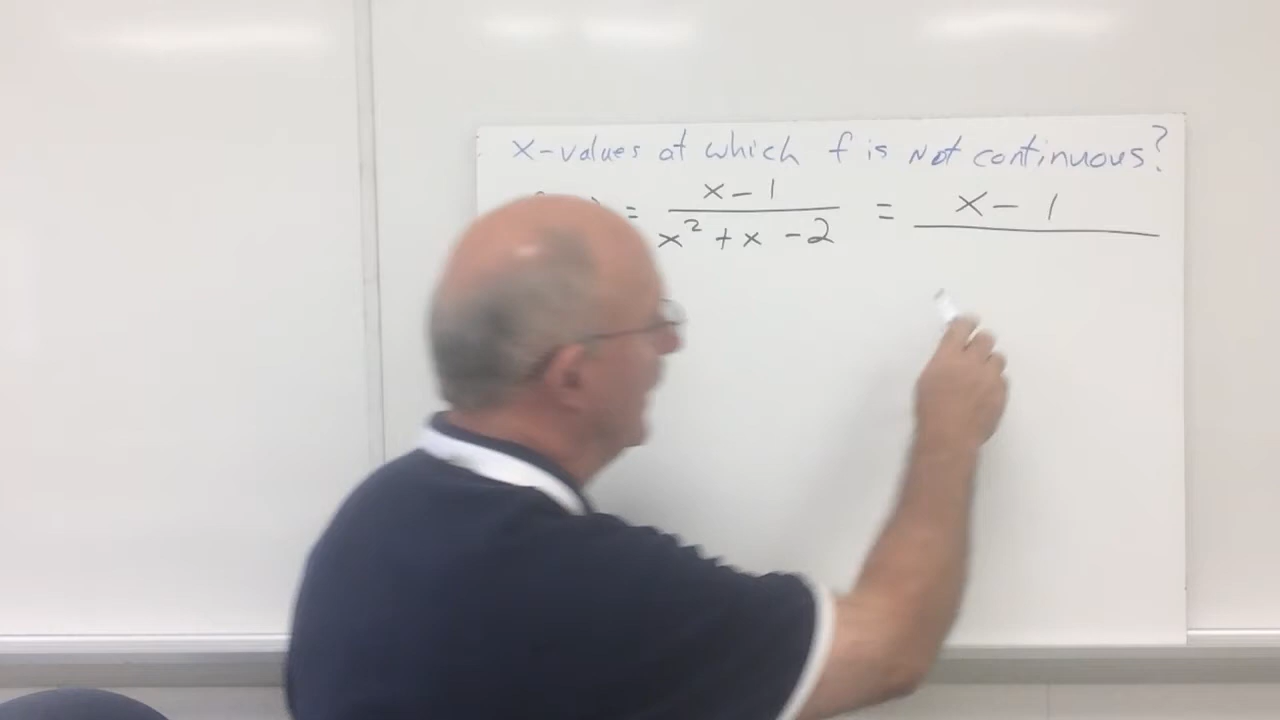 x-values at which f is not continuous?
= x - 1 / x² + x - 2 = x - 1